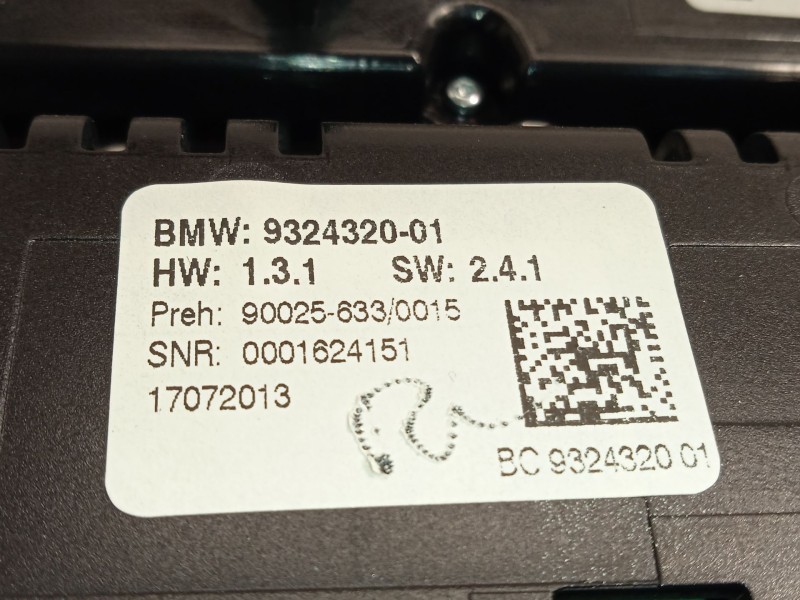 BMW: 9324320-01
HW: 1.3.1 SW: 2.4.1
Preh: 90025-633/0015
SNR: 0001624151
17072013
BC 9324320 01